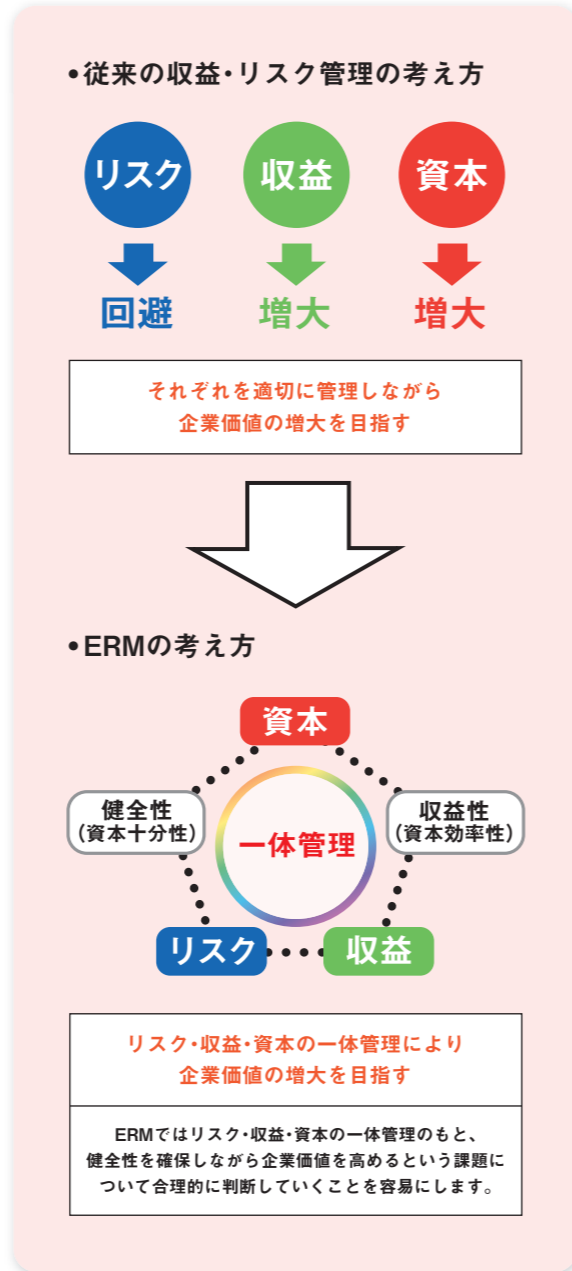 •従来の収益・リスク管理の考え方
リスク
収益
資本
回避
増大
増大
それぞれを適切に管理しながら
企業価値の増大を目指す
•ERMの考え方
資本
健全性
(資本十分性)
収益性
(資本効率性)
一体管理
リスク
収益
リスク・収益・資本の一体管理により
企業価値の増大を目指す
ERMではリスク・収益・資本の一体管理のもと、
健全性を確保しながら企業価値を高めるという課題に
ついて合理的に判断していくことを容易にします。